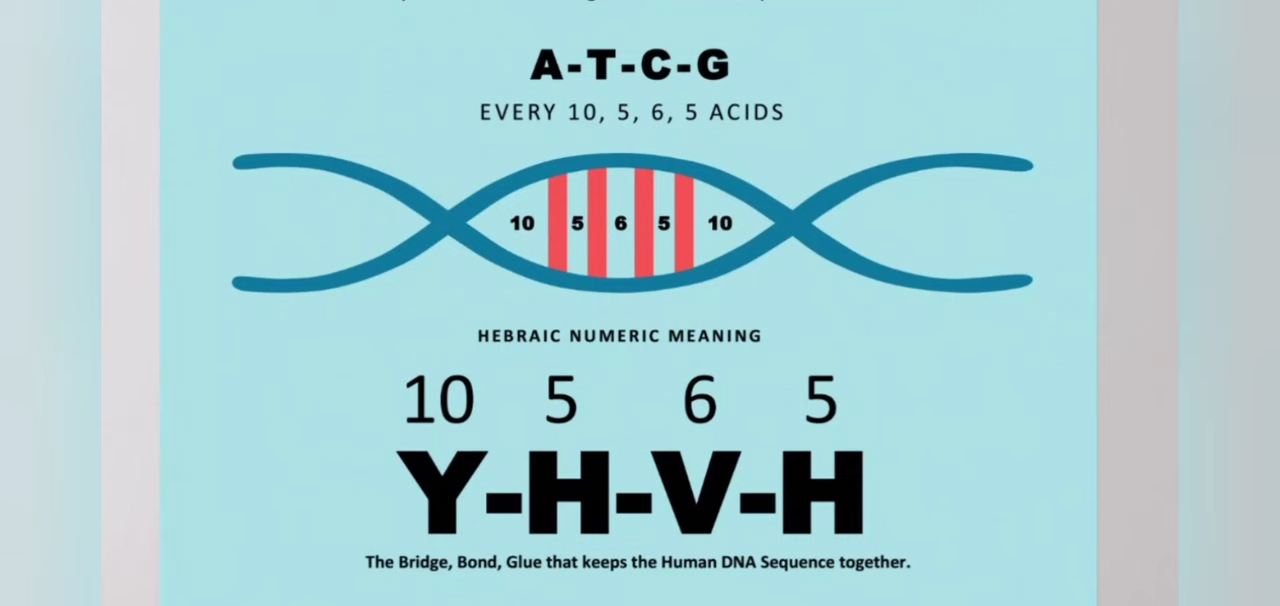 A-T-C-G
EVERY 10, 5, 6, 5 ACIDS
10 5 6 5 10
HEBRAIC NUMERIC MEANING
10 5 6 5
Y-H-V-H
The Bridge, Bond, Glue that keeps the Human DNA Sequence together.